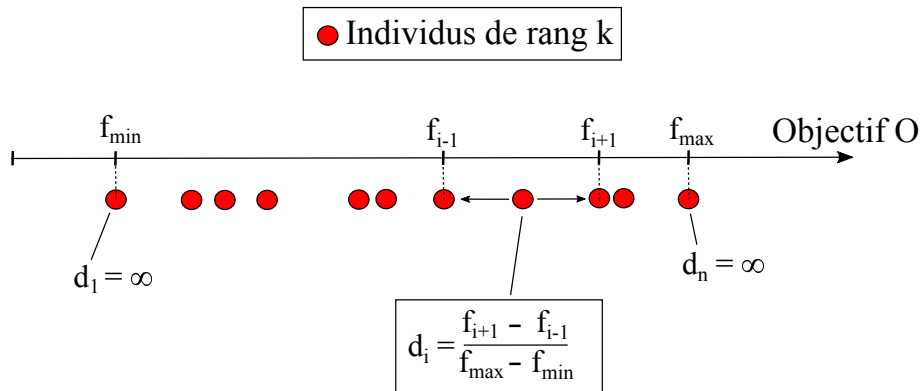 Individus de rang k
f_min f_i-1 f_i+1 f_max Objectif O
d_1 = ∞ d_n = ∞
d_i = (f_i+1 - f_i-1) / (f_max - f_min)